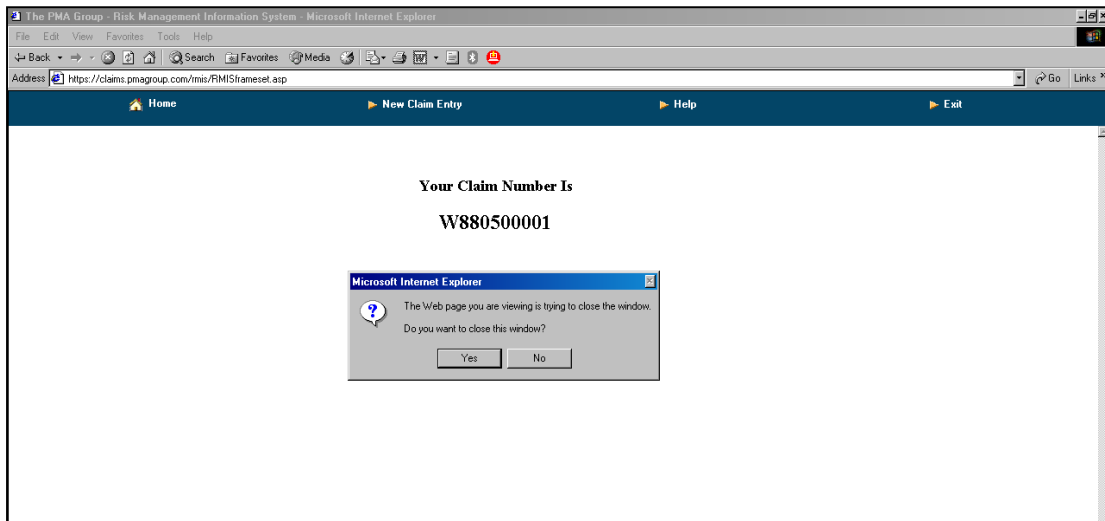 The PMA Group - Risk Management Information System - Microsoft Internet Explorer
File Edit View Favorites Tools Help
Back Search Favorites Media
Address https://claims.pmagroup.com/rmis/RMISframeset.asp Go Links »
Home New Claim Entry Help Exit
Your Claim Number Is
W880500001
Microsoft Internet Explorer
The Web page you are viewing is trying to close the window.
Do you want to close this window?
Yes No